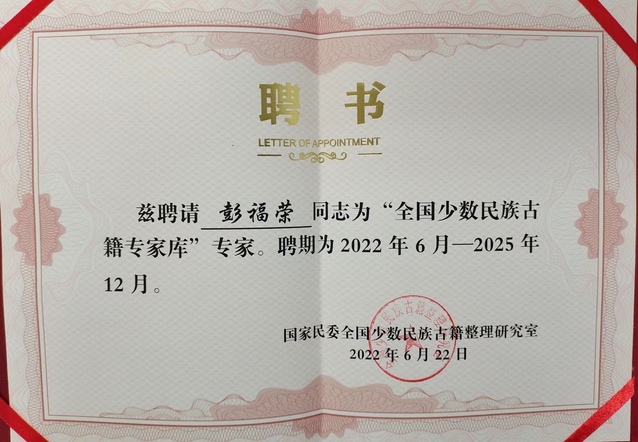 聘 书
LETTER OF APPOINTMENT
兹聘请 彭福荣 同志为“全国少数民族古
籍专家库”专家。聘期为 2022 年 6 月—2025 年
12 月。
国家民委全国少数民族古籍整理研究室
2022 年 6 月 22 日